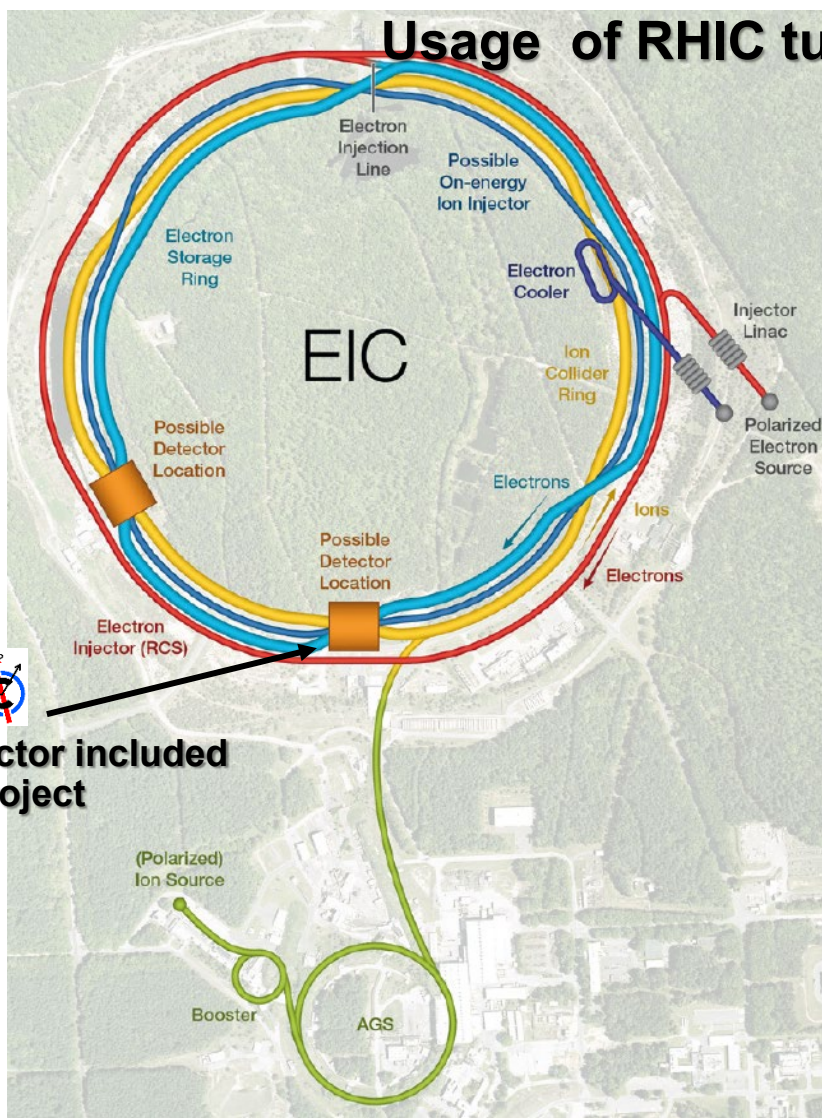 Usage of RHIC tu
Electron
Injection
Line
Possible
On-energy
Ion Injector
Electron
Storage
Ring
Electron
Cooler
Injector
Linac
EIC
Ion
Collider
Ring
Possible
Detector
Location
Polarized
Electron
Source
Electrons
Ions
Possible
Detector
Location
Electrons
Electron
Injector (RCS)
ctor included
oject
(Polarized)
Ion Source
Booster
AGS